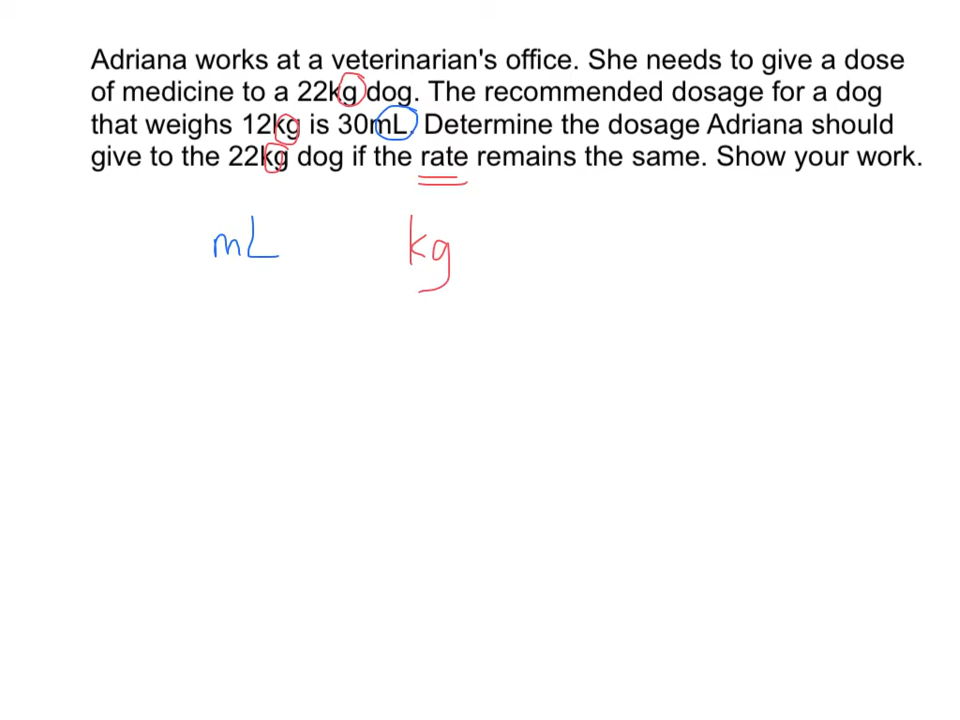 Adriana works at a veterinarian's office. She needs to give a dose
of medicine to a 22kg dog. The recommended dosage for a dog
that weighs 12kg is 30mL. Determine the dosage Adriana should
give to the 22kg dog if the rate remains the same. Show your work.
mL kg